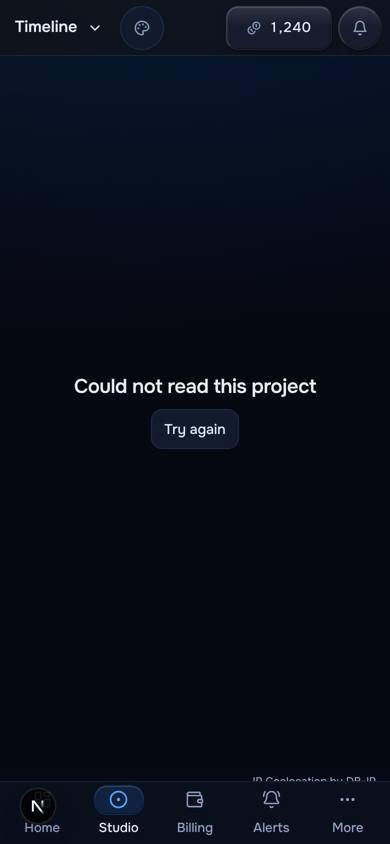 Timeline
1,240
Could not read this project
Try again
IP Geolocation by DB-IP
N
Home
Studio
Billing
Alerts
More